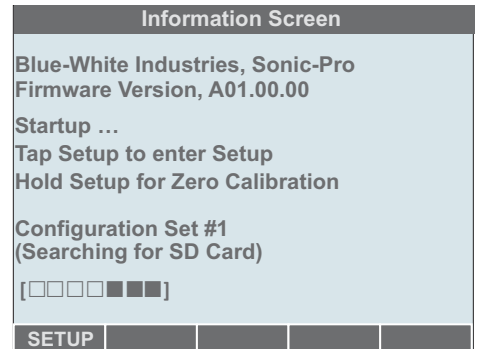 Information Screen
Blue-White Industries, Sonic-Pro
Firmware Version, A01.00.00
Startup …
Tap Setup to enter Setup
Hold Setup for Zero Calibration
Configuration Set #1
(Searching for SD Card)
[□□□□■■■]
SETUP